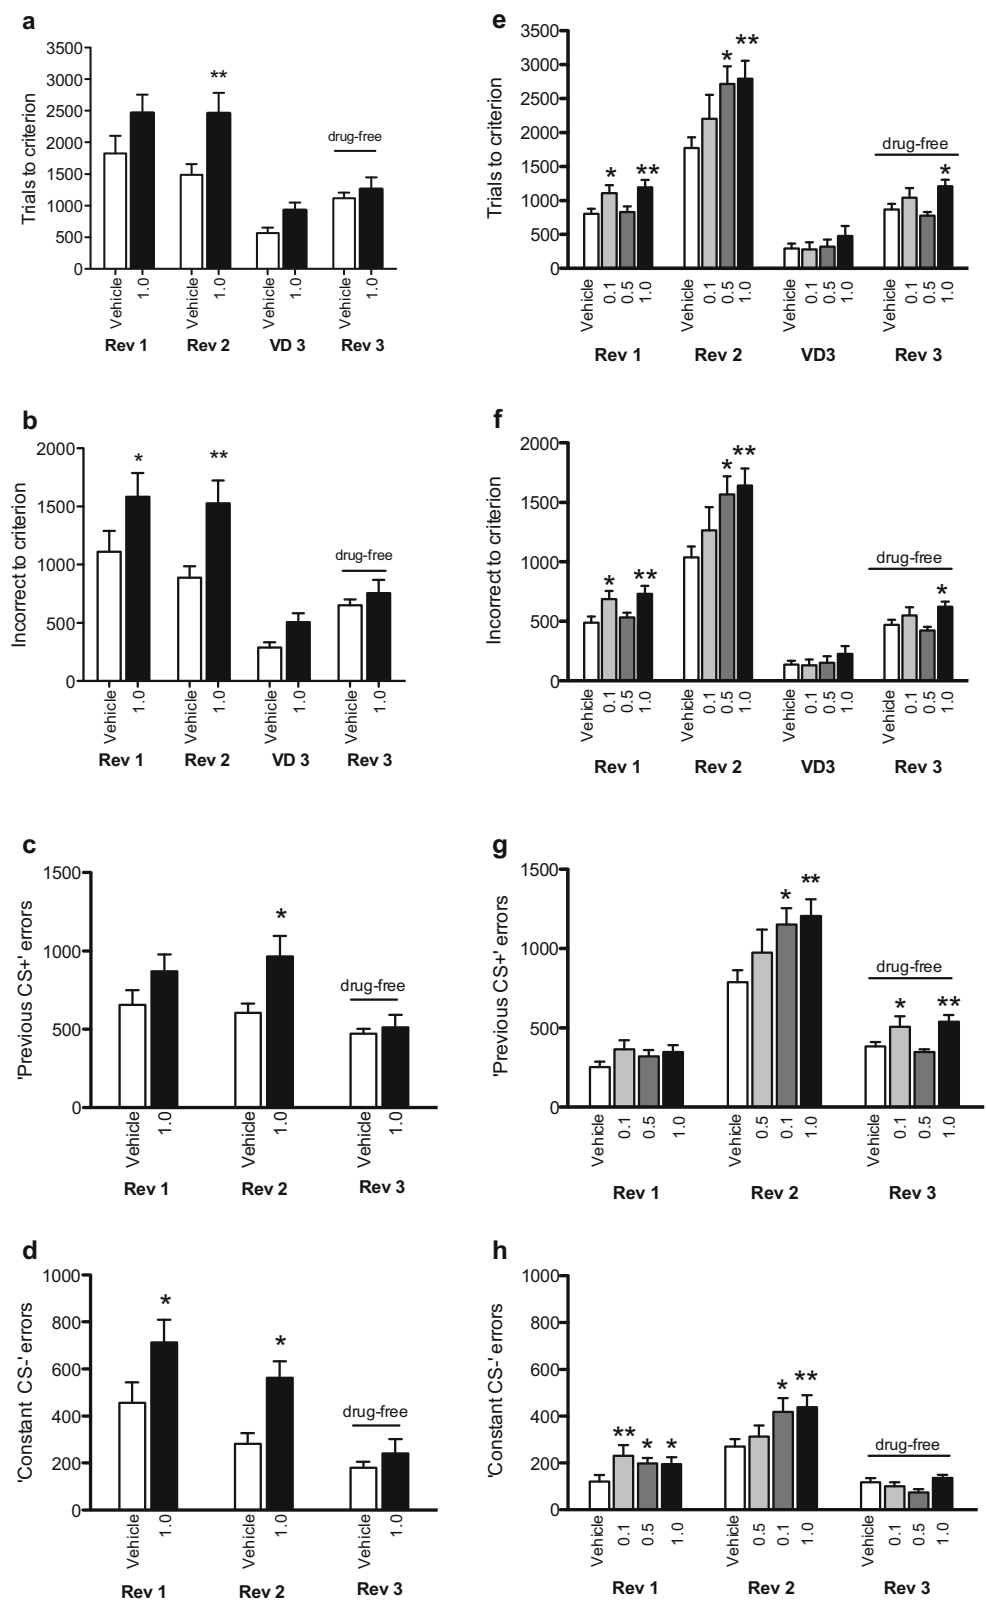 a
Trials to criterion
3500
3000
2500
2000
1500
1000
500
0
**
drug-free
Vehicle 1.0 Vehicle 1.0 Vehicle 1.0 Vehicle 1.0
Rev 1 Rev 2 VD 3 Rev 3
b
Incorrect to criterion
2000
1500
1000
500
0
* **
drug-free
Vehicle 1.0 Vehicle 1.0 Vehicle 1.0 Vehicle 1.0
Rev 1 Rev 2 VD 3 Rev 3
c
'Previous CS+' errors
1500
1000
500
0
*
drug-free
Vehicle 1.0 Vehicle 1.0 Vehicle 1.0
Rev 1 Rev 2 Rev 3
d
'Constant CS-' errors
1000
800
600
400
200
0
* *
drug-free
Vehicle 1.0 Vehicle 1.0 Vehicle 1.0
Rev 1 Rev 2 Rev 3
e
Trials to criterion
3500
3000
2500
2000
1500
1000
500
0
* ** * ** *
drug-free
Vehicle 0.1 0.5 1.0 Vehicle 0.1 0.5 1.0 Vehicle 0.1 0.5 1.0 Vehicle 0.1 0.5 1.0
Rev 1 Rev 2 VD3 Rev 3
f
Incorrect to criterion
2000
1500
1000
500
0
* ** * ** *
drug-free
Vehicle 0.1 0.5 1.0 Vehicle 0.1 0.5 1.0 Vehicle 0.1 0.5 1.0 Vehicle 0.1 0.5 1.0
Rev 1 Rev 2 VD3 Rev 3
g
'Previous CS+' errors
1500
1000
500
0
* ** * **
drug-free
Vehicle 0.1 0.5 1.0 Vehicle 0.5 0.1 1.0 Vehicle 0.1 0.5 1.0
Rev 1 Rev 2 Rev 3
h
'Constant CS-' errors
1000
800
600
400
200
0
** * * * **
drug-free
Vehicle 0.1 0.5 1.0 Vehicle 0.5 0.1 1.0 Vehicle 0.1 0.5 1.0
Rev 1 Rev 2 Rev 3